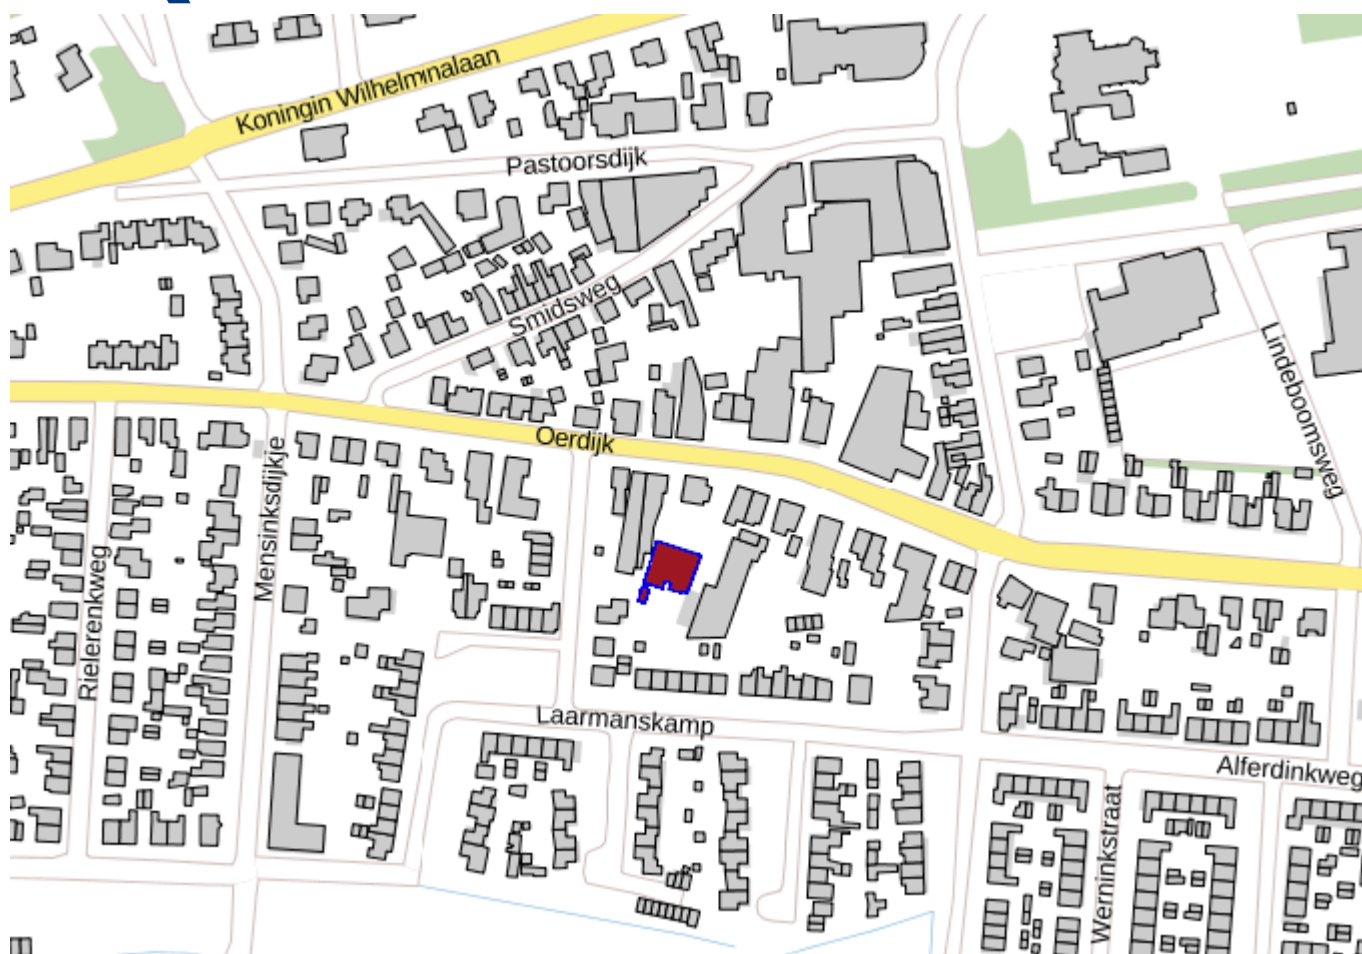 Koningin Wilhelminalaan
Pastoorsdijk
Smidsweg
Lindeboomsweg
Oerdijk
Mensinksdijkje
Rielerenkweg
Laarmanskamp
Alferdinkweg
Werninkstraat